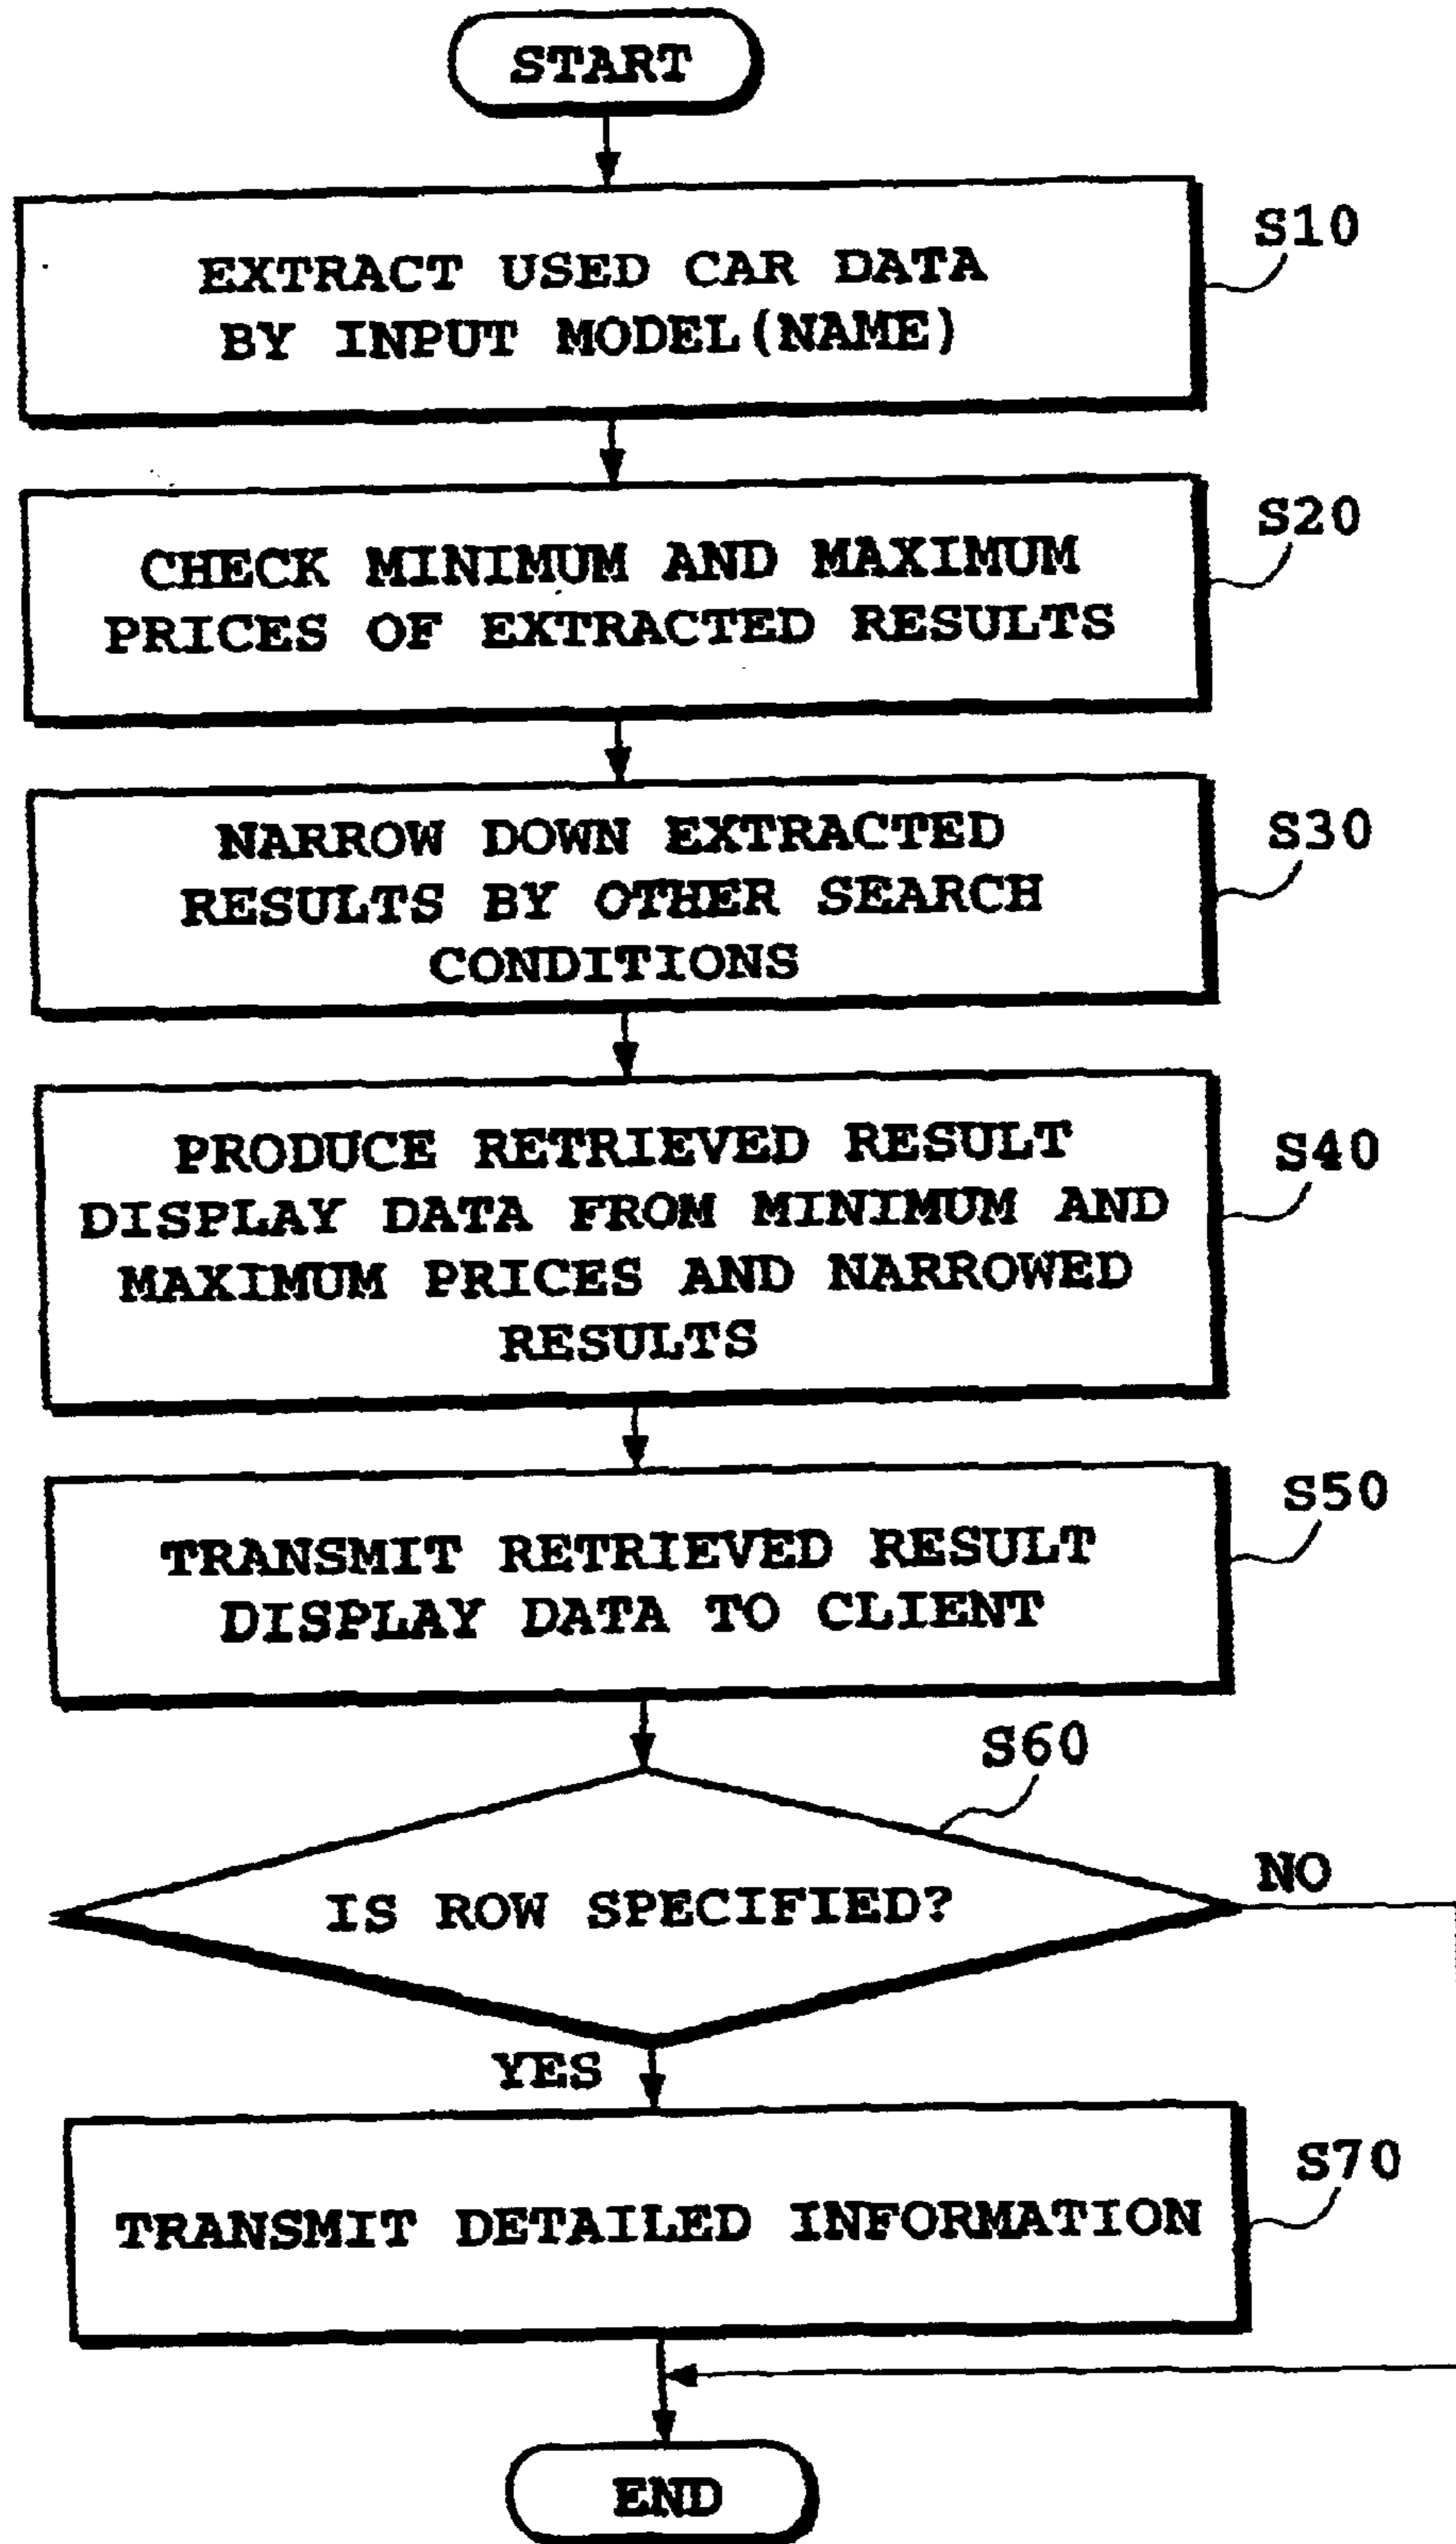 START
S10
EXTRACT USED CAR DATA
BY INPUT MODEL(NAME)
S20
CHECK MINIMUM AND MAXIMUM
PRICES OF EXTRACTED RESULTS
S30
NARROW DOWN EXTRACTED
RESULTS BY OTHER SEARCH
CONDITIONS
S40
PRODUCE RETRIEVED RESULT
DISPLAY DATA FROM MINIMUM AND
MAXIMUM PRICES AND NARROWED
RESULTS
S50
TRANSMIT RETRIEVED RESULT
DISPLAY DATA TO CLIENT
S60
IS ROW SPECIFIED?
NO
YES
S70
TRANSMIT DETAILED INFORMATION
END